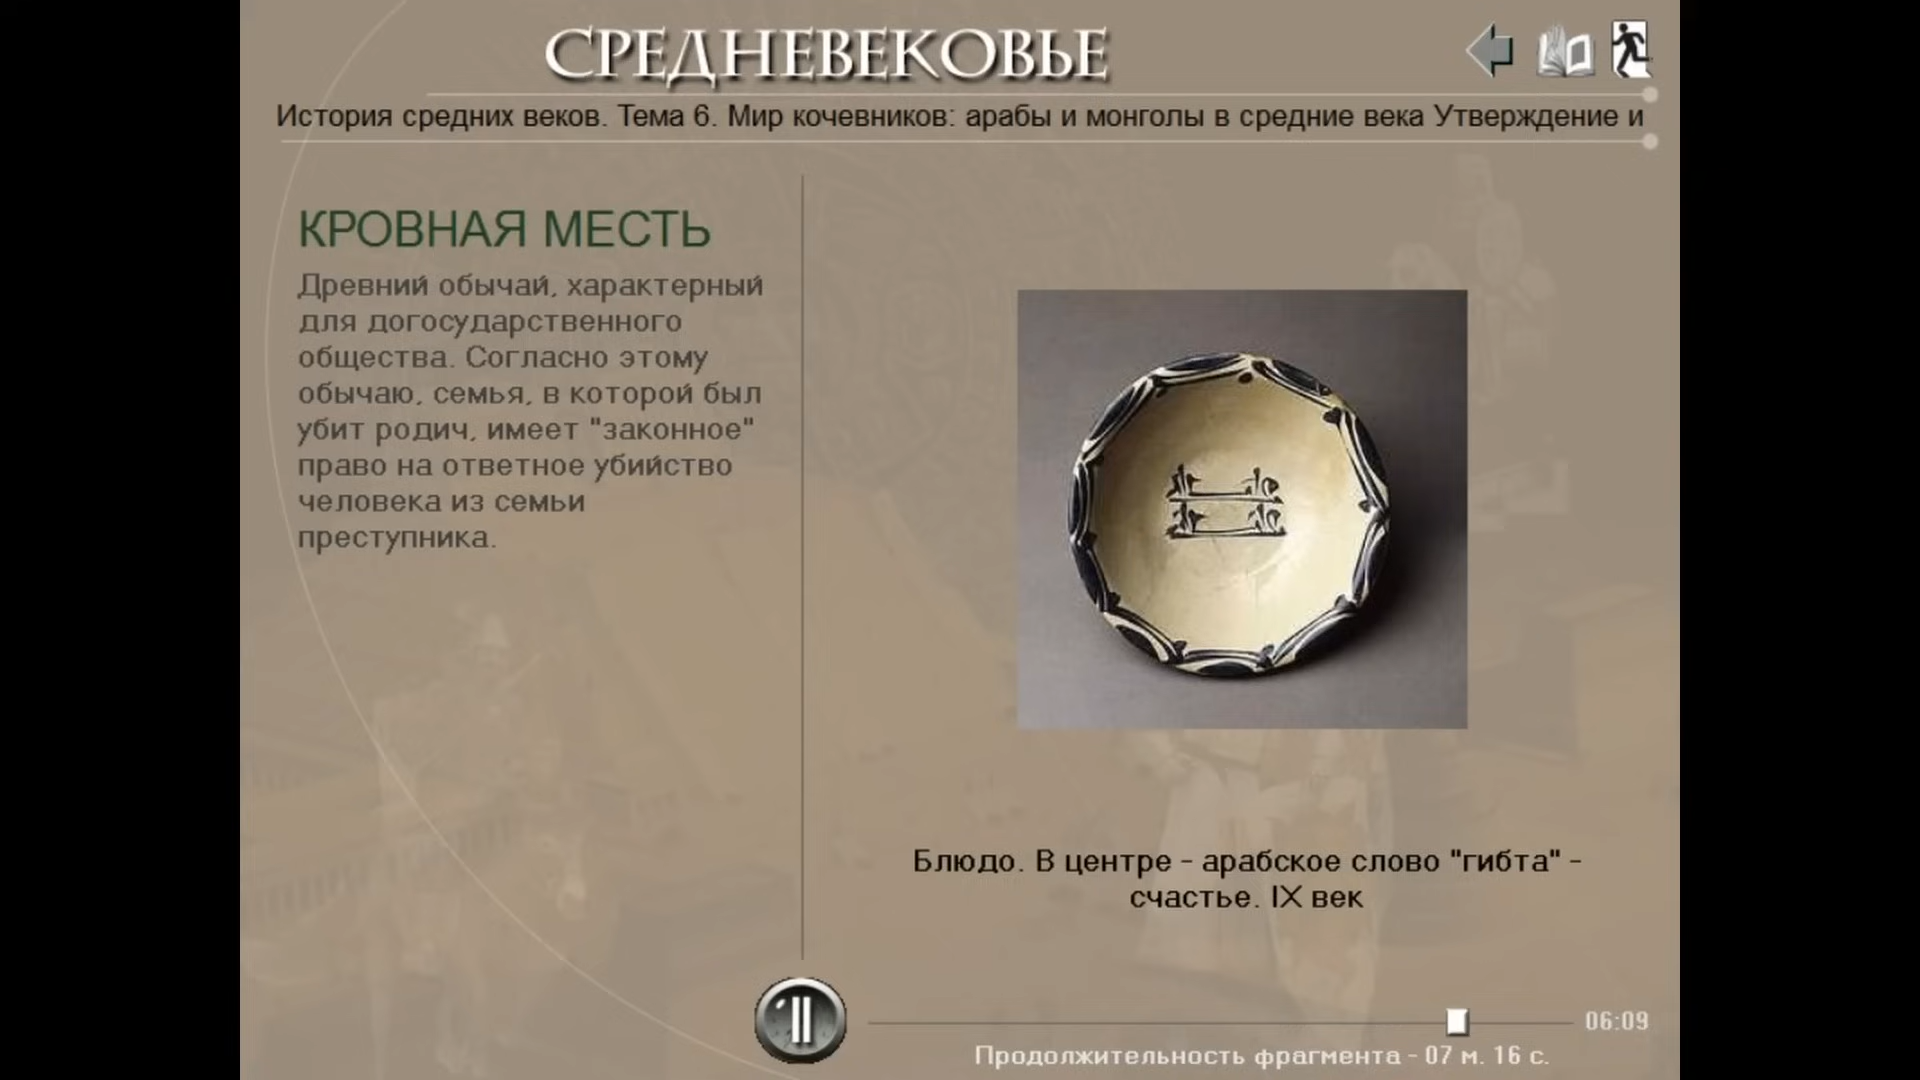 СРЕДНЕВЕКОВЬЕ
История средних веков. Тема 6. Мир кочевников: арабы и монголы в средние века Утверждение и
КРОВНАЯ МЕСТЬ
Древний обычай, характерный
для догосударственного
общества. Согласно этому
обычаю, семья, в которой был
убит родич, имеет "законное"
право на ответное убийство
человека из семьи
преступника.
Блюдо. В центре - арабское слово "гибта" -
счастье. IX век
06:09
Продолжительность фрагмента - 07 м. 16 с.